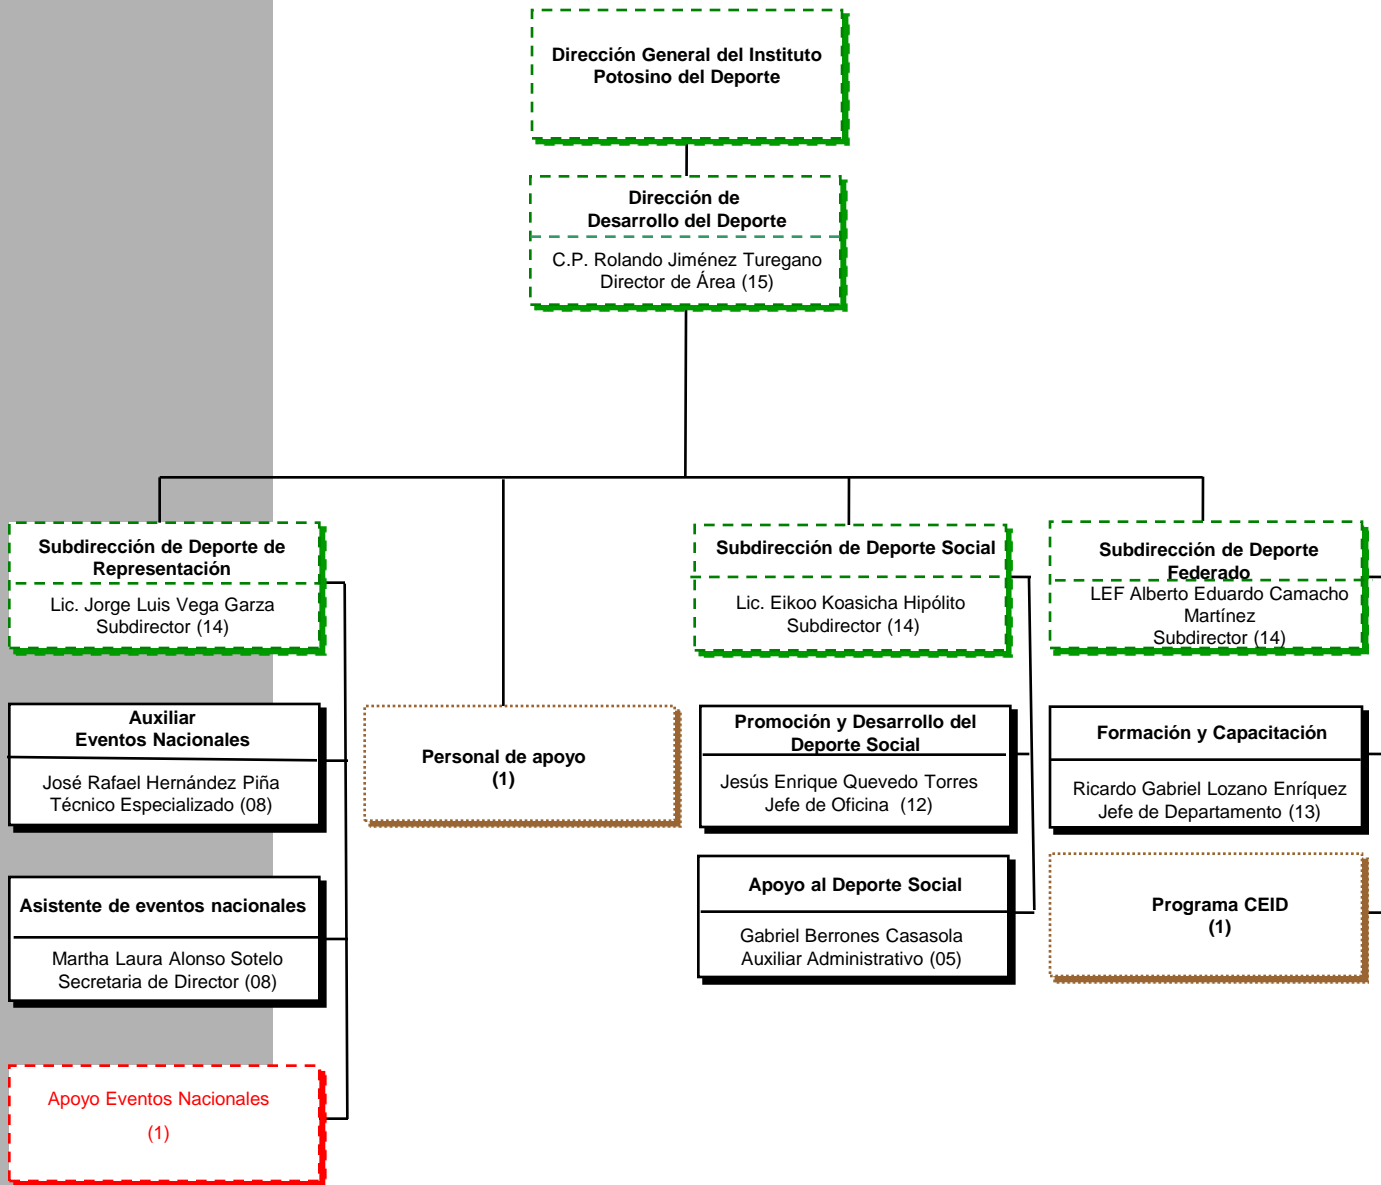 Dirección General del Instituto
Potosino del Deporte
Dirección de
Desarrollo del Deporte
C.P. Rolando Jiménez Turegano
Director de Área (15)
Subdirección de Deporte de
Representación
Lic. Jorge Luis Vega Garza
Subdirector (14)
Subdirección de Deporte Social
Lic. Eikoo Koasicha Hipólito
Subdirector (14)
Subdirección de Deporte
Federado
LEF Alberto Eduardo Camacho
Martínez
Subdirector (14)
Auxiliar
Eventos Nacionales
José Rafael Hernández Piña
Técnico Especializado (08)
Personal de apoyo
(1)
Promoción y Desarrollo del
Deporte Social
Jesús Enrique Quevedo Torres
Jefe de Oficina  (12)
Formación y Capacitación
Ricardo Gabriel Lozano Enríquez
Jefe de Departamento (13)
Asistente de eventos nacionales
Martha Laura Alonso Sotelo
Secretaria de Director (08)
Apoyo al Deporte Social
Gabriel Berrones Casasola
Auxiliar Administrativo (05)
Programa CEID
(1)
Apoyo Eventos Nacionales
(1)